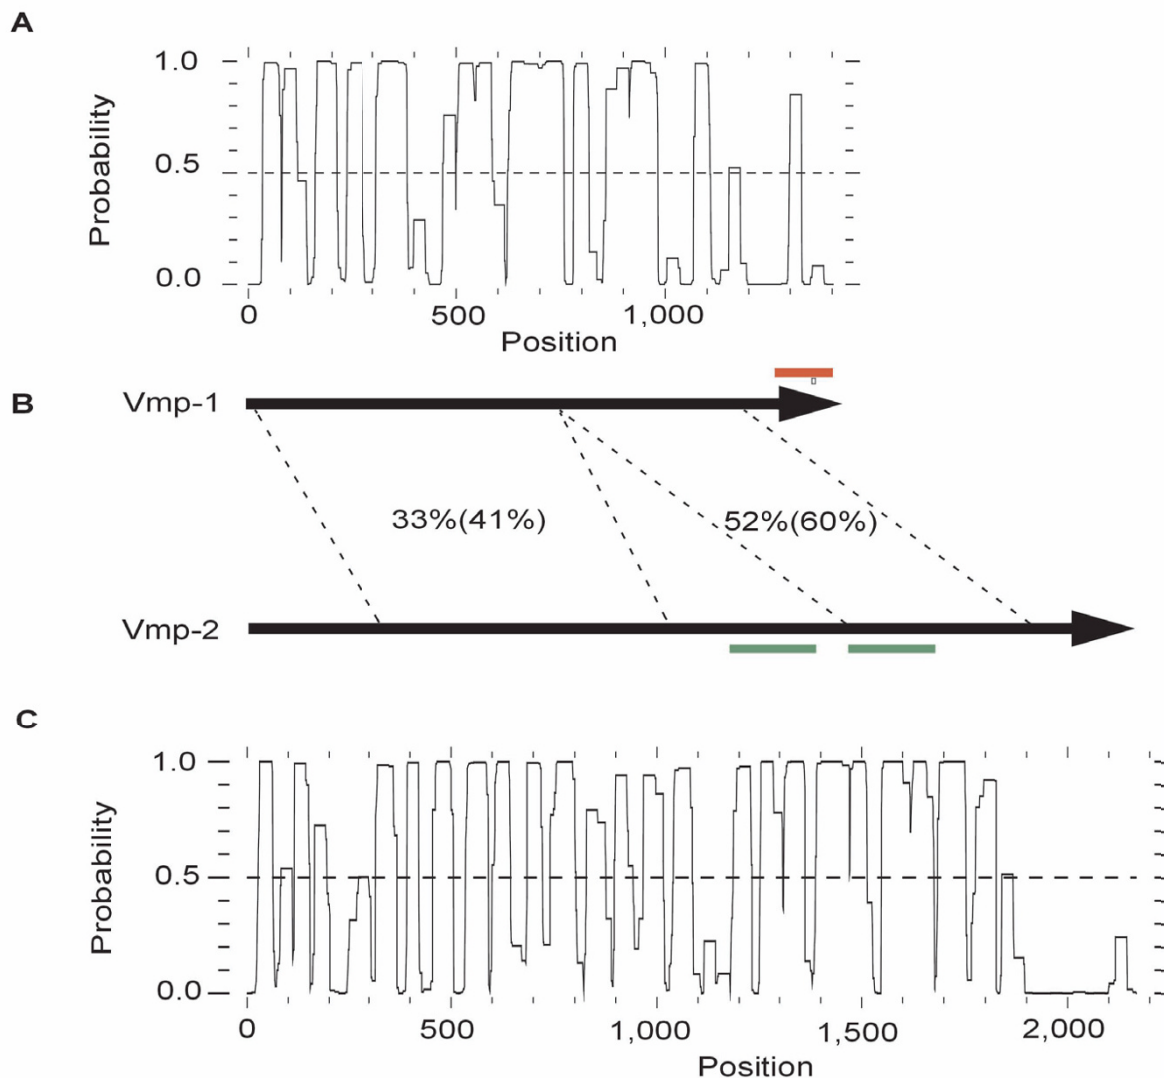 A
1.0
0.5
0.0
Probability
0
500
1,000
Position
B
Vmp-1
33%(41%)
52%(60%)
Vmp-2
C
1.0
0.5
0.0
Probability
0
500
1,000
1,500
2,000
Position